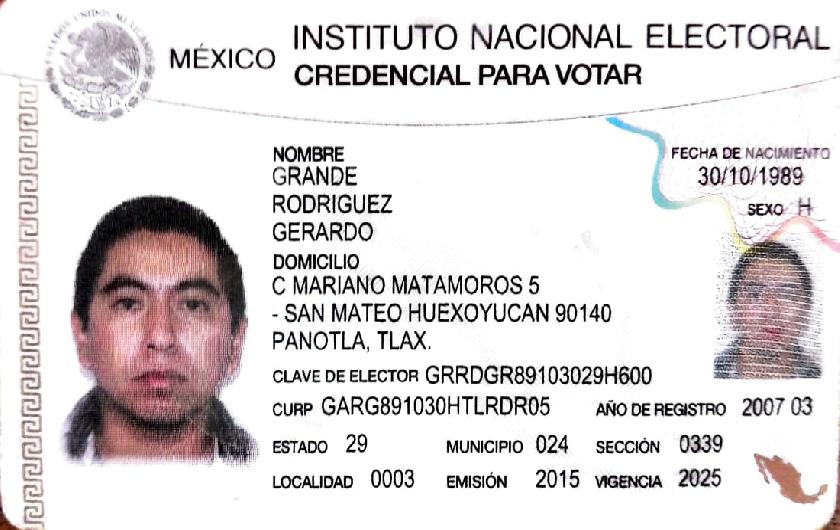 MÉXICO
INSTITUTO NACIONAL ELECTORAL
CREDENCIAL PARA VOTAR
NOMBRE
GRANDE
RODRIGUEZ
GERARDO
FECHA DE NACIMIENTO
30/10/1989
SEXO H
DOMICILIO
C MARIANO MATAMOROS 5
- SAN MATEO HUEXOYUCAN 90140
PANOTLA, TLAX.
CLAVE DE ELECTOR GRRDGR89103029H600
CURP GARG891030HTLRDR05 AÑO DE REGISTRO 2007 03
ESTADO 29 MUNICIPIO 024 SECCIÓN 0339
LOCALIDAD 0003 EMISIÓN 2015 VIGENCIA 2025